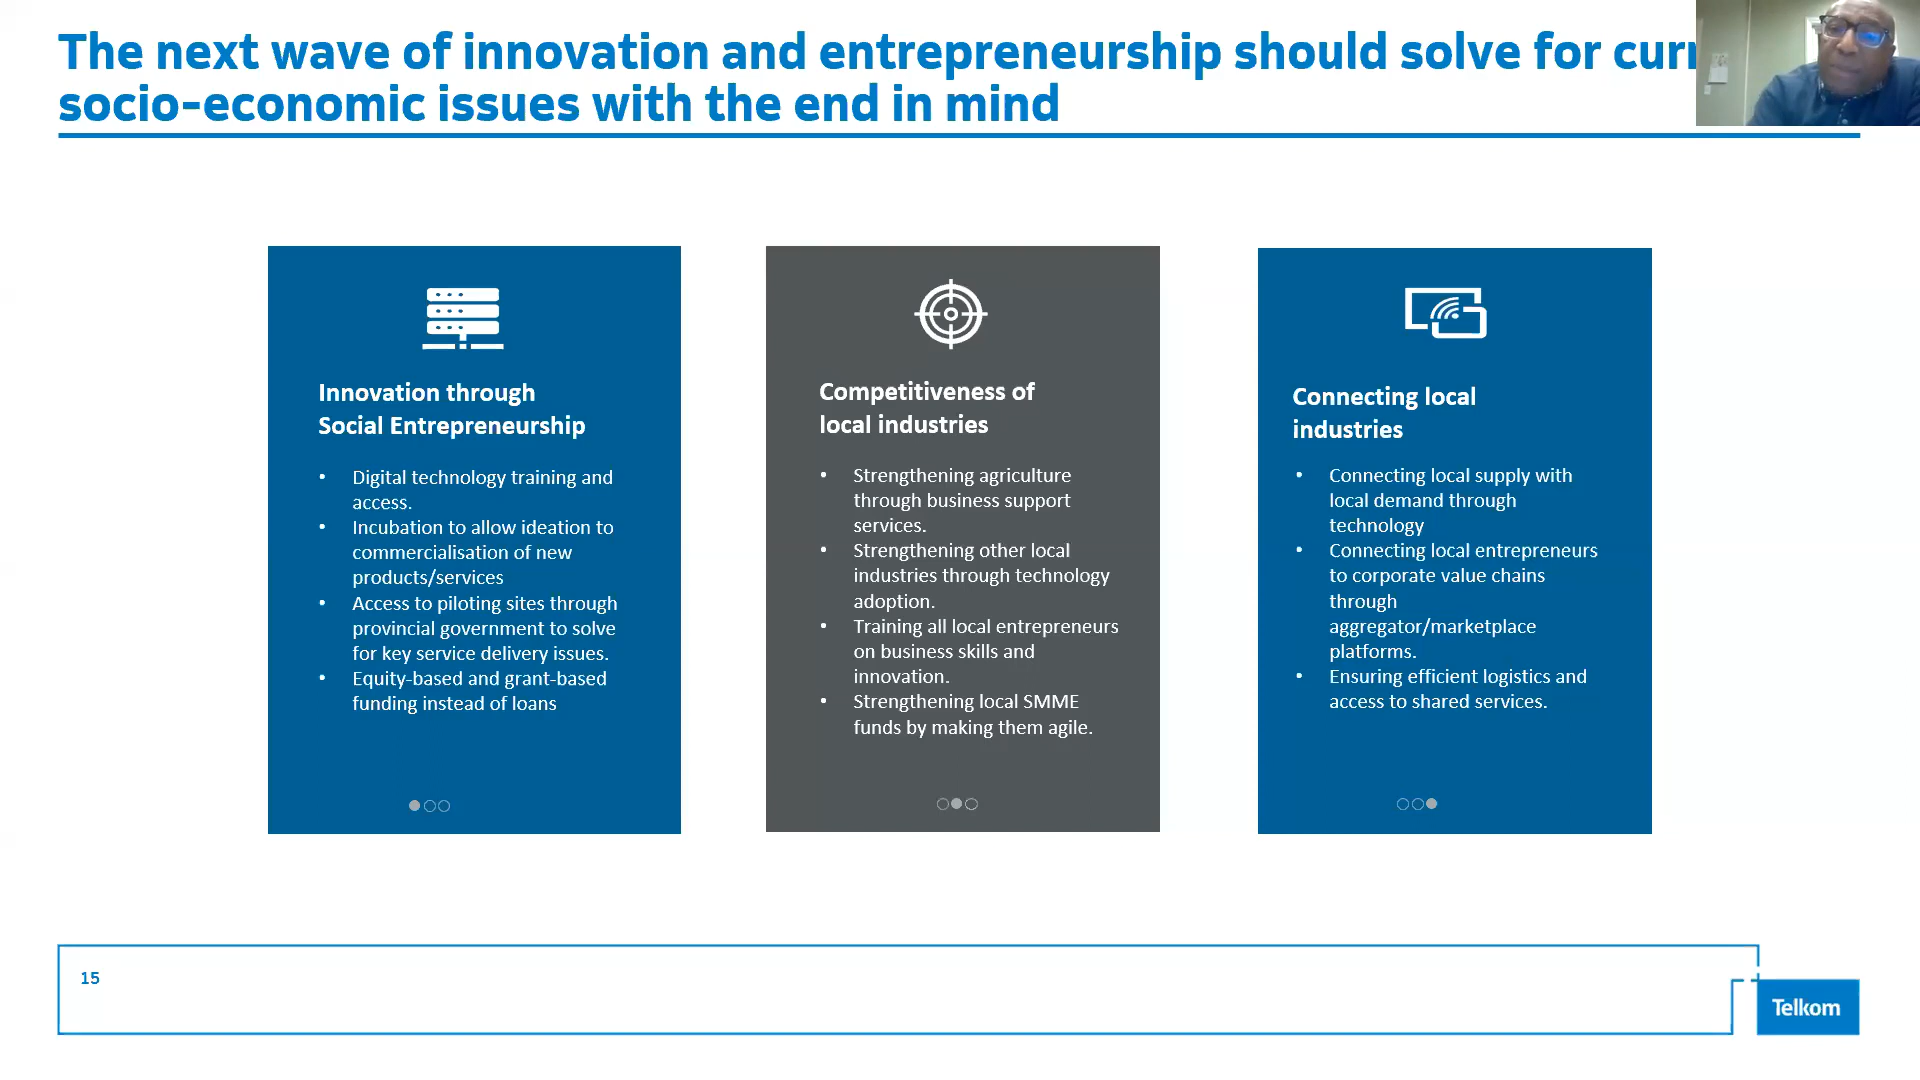 The next wave of innovation and entrepreneurship should solve for
socio-economic issues with the end in mind
Innovation through
Social Entrepreneurship
• Digital technology training and
access.
• Incubation to allow ideation to
commercialisation of new
products/services
• Access to piloting sites through
provincial government to solve
for key service delivery issues.
• Equity-based and grant-based
funding instead of loans
Competitiveness of
local industries
• Strengthening agriculture
through business support
services.
• Strengthening other local
industries through technology
adoption.
• Training all local entrepreneurs
on business skills and
innovation.
• Strengthening local SMME
funds by making them agile.
Connecting local
industries
• Connecting local supply with
local demand through
technology
• Connecting local entrepreneurs
to corporate value chains
through
aggregator/marketplace
platforms.
• Ensuring efficient logistics and
access to shared services.
15
Telkom